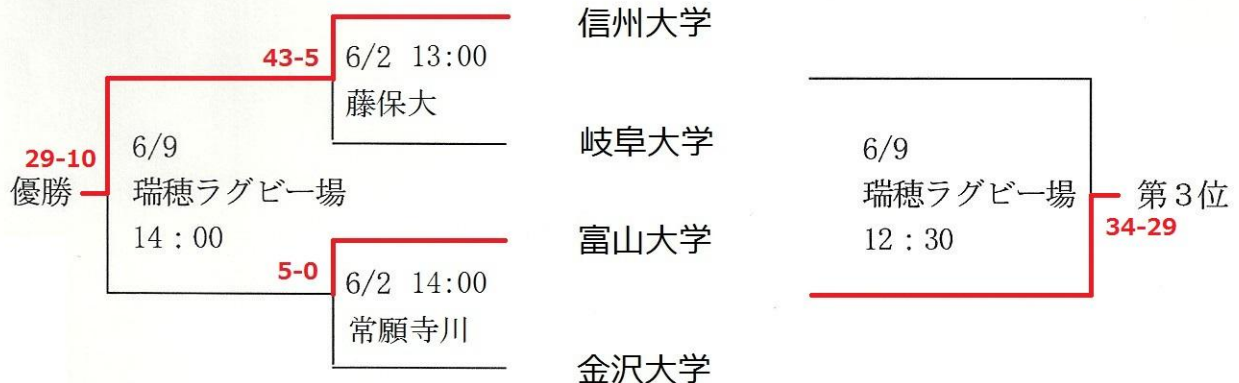 信州大学
43-5
6/2 13:00
藤保大
岐阜大学
29-10
優勝
6/9
瑞穂ラグビー場
14:00
富山大学
5-0
6/2 14:00
常願寺川
金沢大学
6/9
瑞穂ラグビー場
12:30
第3位
34-29